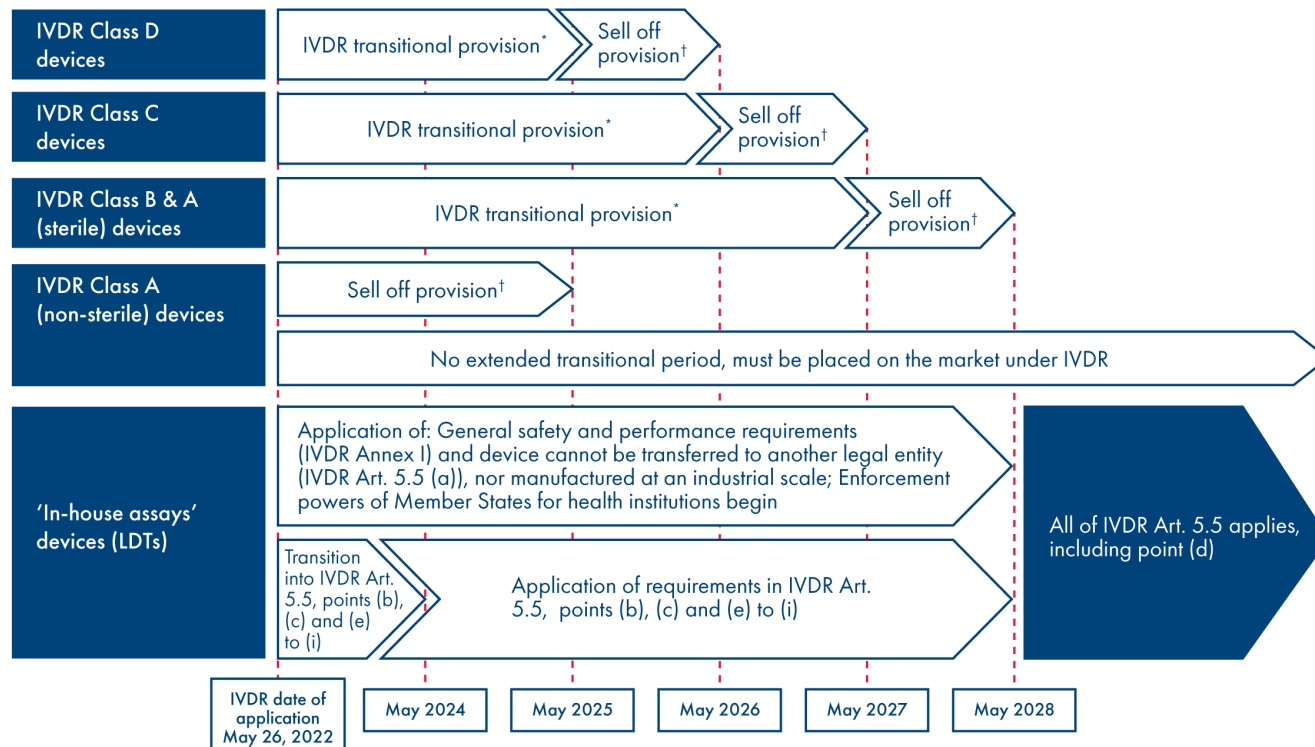 IVDR Class D
devices
IVDR transitional provision*
Sell off
provision†
IVDR Class C
devices
IVDR transitional provision*
Sell off
provision†
IVDR Class B & A
(sterile) devices
IVDR transitional provision*
Sell off
provision†
IVDR Class A
(non-sterile) devices
Sell off provision†
No extended transitional period, must be placed on the market under IVDR
'In-house assays'
devices (LDTs)
Application of: General safety and performance requirements
(IVDR Annex I) and device cannot be transferred to another legal entity
(IVDR Art. 5.5 (a)), nor manufactured at an industrial scale; Enforcement
powers of Member States for health institutions begin
Transition
into IVDR Art.
5.5, points (b),
(c) and (e)
to (i)
Application of requirements in IVDR Art.
5.5, points (b), (c) and (e) to (i)
All of IVDR Art. 5.5 applies,
including point (d)
IVDR date of
application
May 26, 2022
May 2024
May 2025
May 2026
May 2027
May 2028